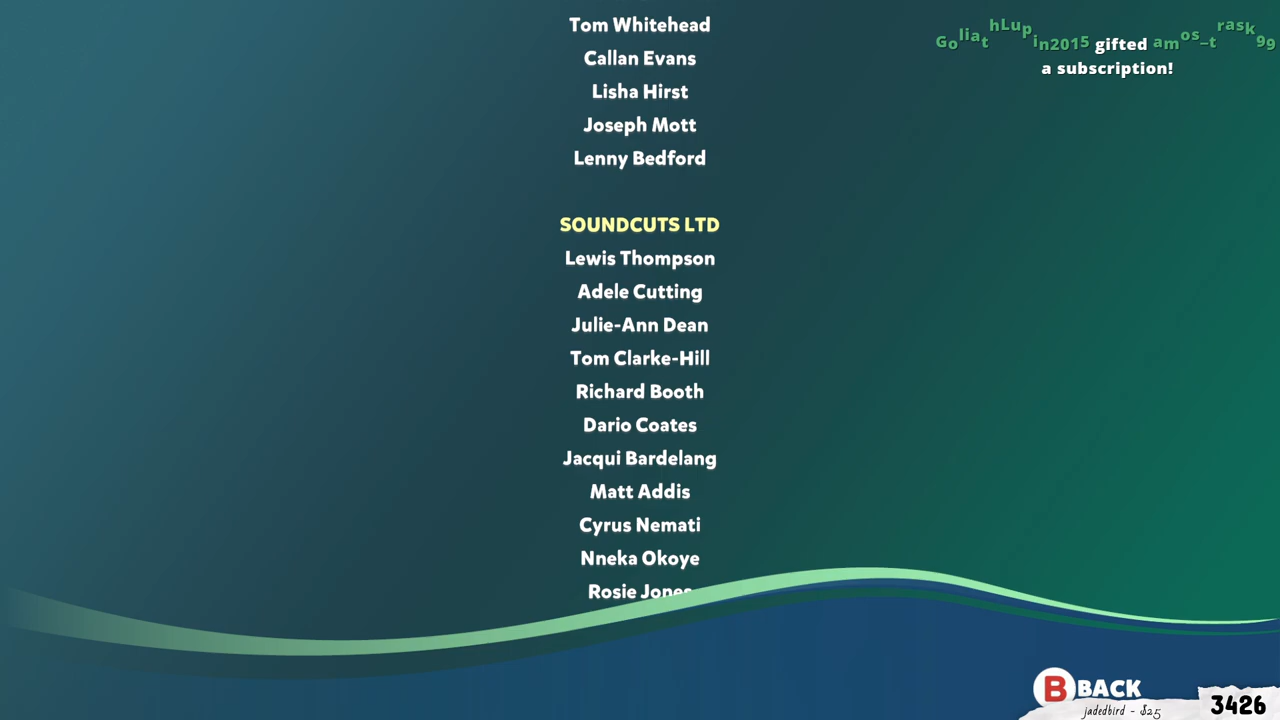 Tom Whitehead
Callan Evans
Lisha Hirst
Joseph Mott
Lenny Bedford
GoliathLupin2015 gifted amos_trask99
a subscription!
SOUNDCUTS LTD
Lewis Thompson
Adele Cutting
Julie-Ann Dean
Tom Clarke-Hill
Richard Booth
Dario Coates
Jacqui Bardelang
Matt Addis
Cyrus Nemati
Nneka Okoye
Rosie Jones
B BACK
jadedbird - $25
3426